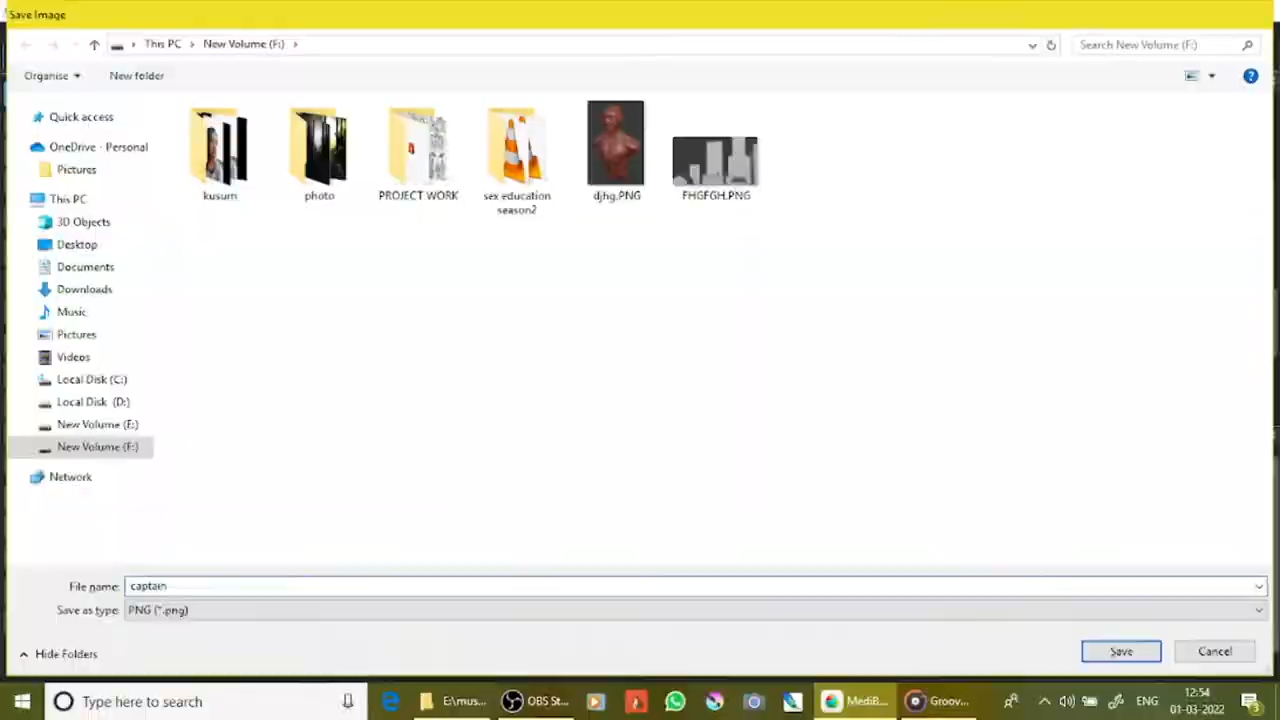 Save Image
This PC > New Volume (F:) >
Search New Volume (F:)
Organise
New folder
Quick access
OneDrive - Personal
Pictures
This PC
3D Objects
Desktop
Documents
Downloads
Music
Pictures
Videos
Local Disk (C:)
Local Disk (D:)
New Volume (E:)
New Volume (F:)
Network
kusum
photo
PROJECT WORK
sex education
season2
djhg.PNG
FHGFGH.PNG
File name: captain
Save as type: PNG (*.png)
Hide Folders
Save
Cancel
Type here to search
E:\mus...
OBS St...
MediB...
Groov...
ENG
12:54
01-03-2022
3